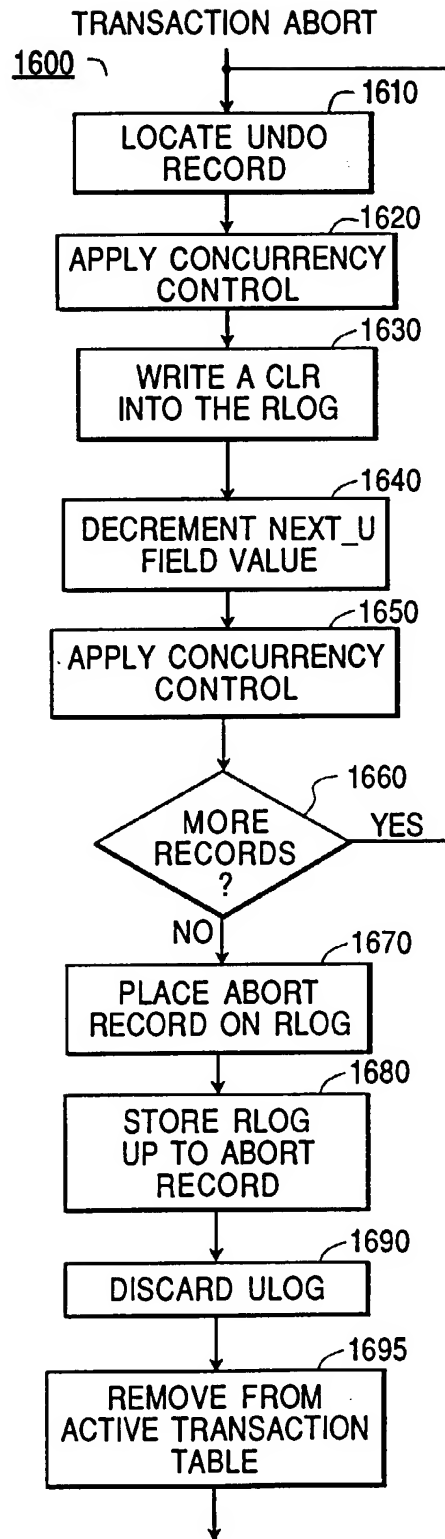 TRANSACTION ABORT
1600
1610
LOCATE UNDO
RECORD
1620
APPLY CONCURRENCY
CONTROL
1630
WRITE A CLR
INTO THE RLOG
1640
DECREMENT NEXT_U
FIELD VALUE
1650
APPLY CONCURRENCY
CONTROL
1660
MORE
RECORDS
?
YES
NO
1670
PLACE ABORT
RECORD ON RLOG
1680
STORE RLOG
UP TO ABORT
RECORD
1690
DISCARD ULOG
1695
REMOVE FROM
ACTIVE TRANSACTION
TABLE